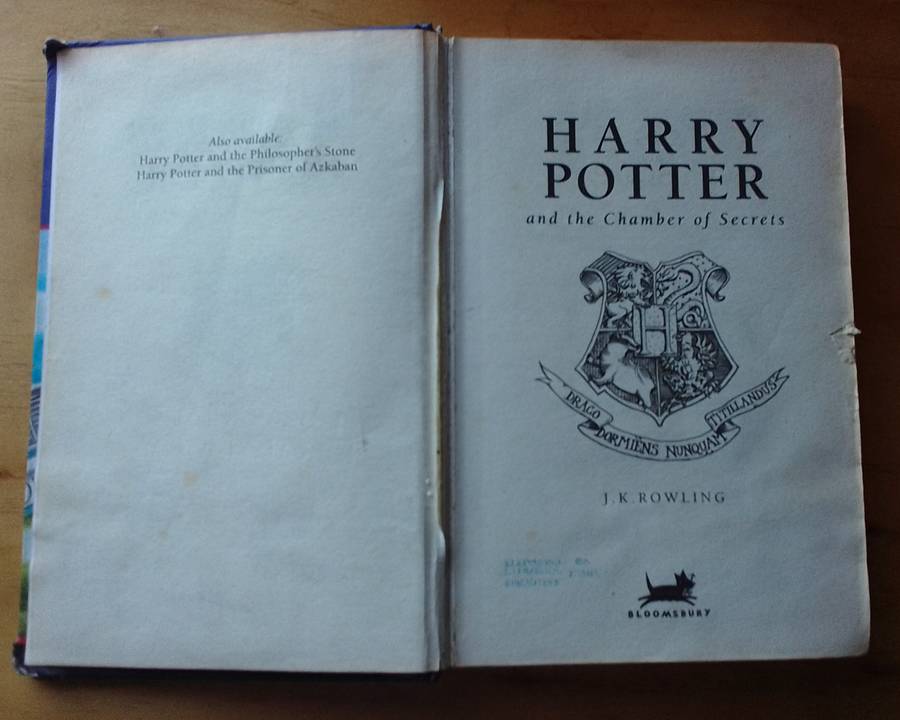 Also available:
Harry Potter and the Philosopher's Stone
Harry Potter and the Prisoner of Azkaban
HARRY
POTTER
and the Chamber of Secrets
H
DRACO
DORMIENS NUNQUAM
TITILLANDUS
J.K.ROWLING
BLOOMSBURY